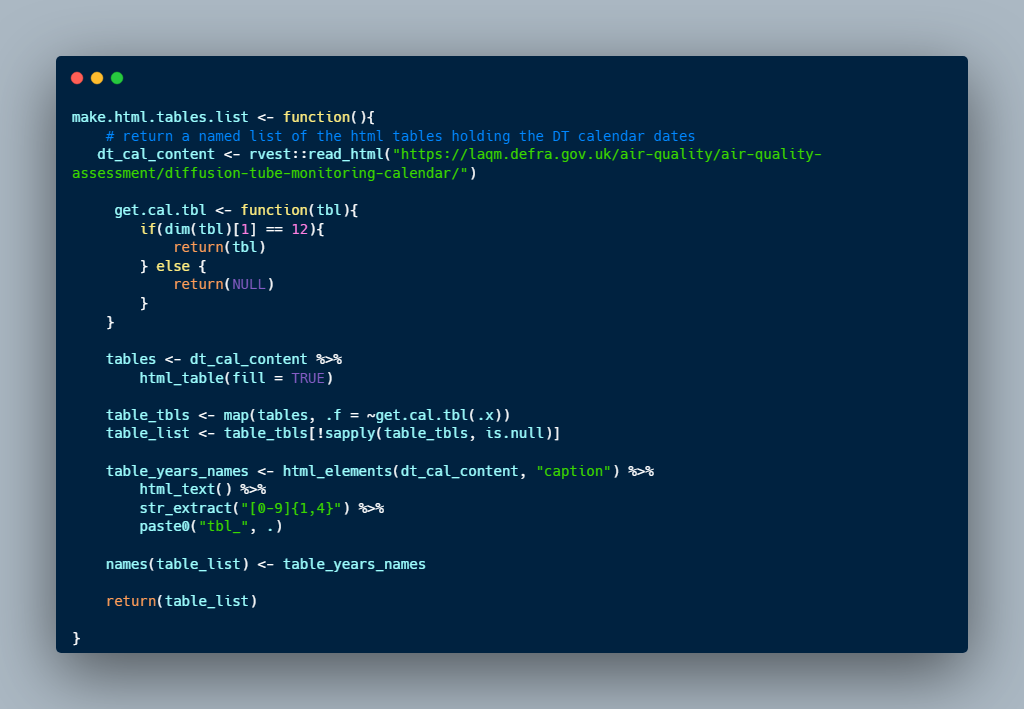 make.html.tables.list <- function(){
    # return a named list of the html tables holding the DT calendar dates
   dt_cal_content <- rvest::read_html("https://laqm.defra.gov.uk/air-quality/air-quality-
assessment/diffusion-tube-monitoring-calendar/")

     get.cal.tbl <- function(tbl){
        if(dim(tbl)[1] == 12){
            return(tbl)
        } else {
            return(NULL)
        }
    }

    tables <- dt_cal_content %>%
        html_table(fill = TRUE)

    table_tbls <- map(tables, .f = ~get.cal.tbl(.x))
    table_list <- table_tbls[!sapply(table_tbls, is.null)]

    table_years_names <- html_elements(dt_cal_content, "caption") %>%
        html_text() %>%
        str_extract("[0-9]{1,4}") %>%
        paste0("tbl_", .)

    names(table_list) <- table_years_names

    return(table_list)

}